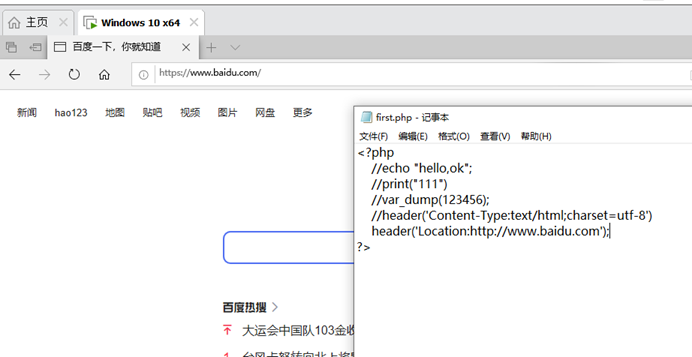 主页
Windows 10 x64
百度一下，你就知道
https://www.baidu.com/
新闻 hao123 地图 贴吧 视频 图片 网盘 更多
first.php - 记事本
文件(F) 编辑(E) 格式(O) 查看(V) 帮助(H)
<?php
//echo "hello,ok";
//print("111")
//var_dump(123456);
//header('Content-Type:text/html;charset=utf-8')
header('Location:http://www.baidu.com');
?>
百度热搜
大运会中国队103金收